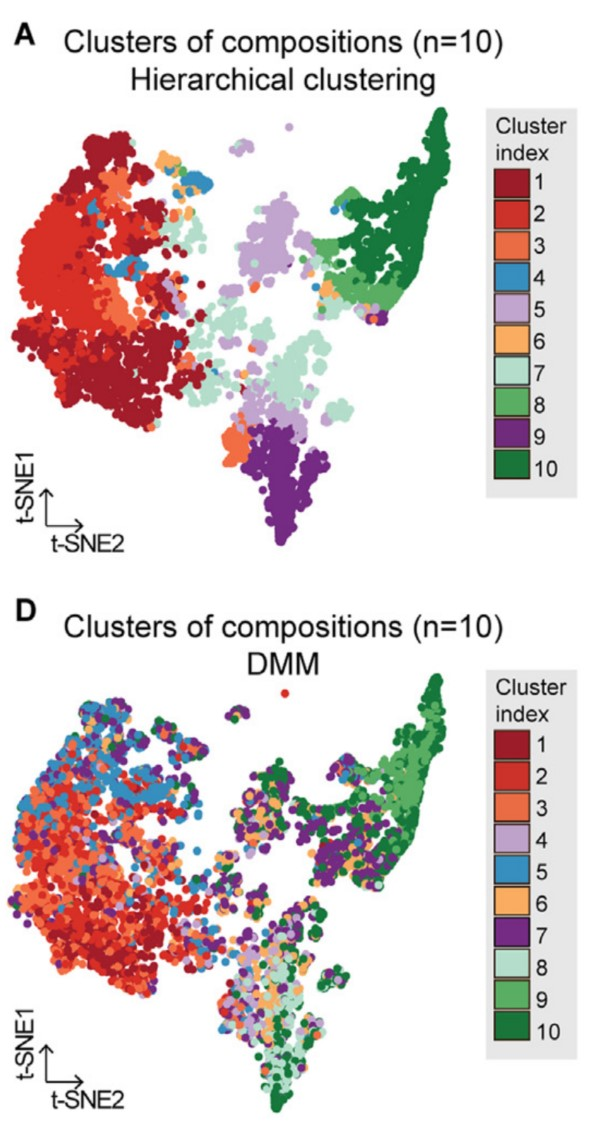 A
Clusters of compositions (n=10)
Hierarchical clustering
Cluster
index
1
2
3
4
5
6
7
8
9
10
t-SNE1
t-SNE2
D
Clusters of compositions (n=10)
DMM
Cluster
index
1
2
3
4
5
6
7
8
9
10
t-SNE1
t-SNE2